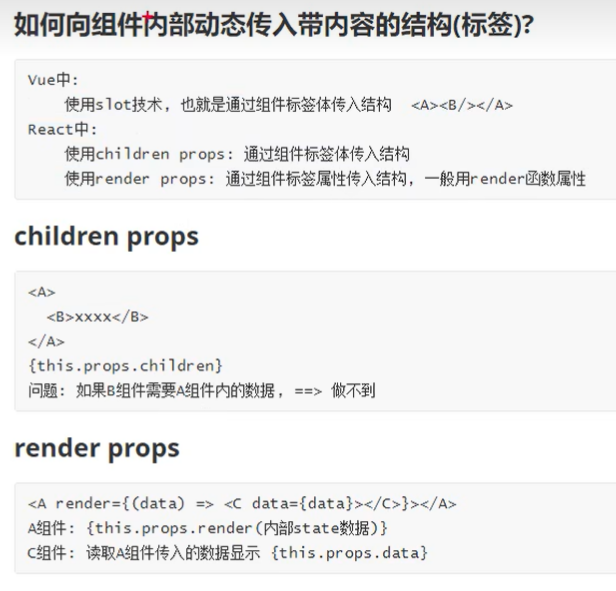 如何向组件内部动态传入带内容的结构(标签)?
Vue中:
使用slot技术, 也就是通过组件标签体传入结构  <A><B/></A>
React中:
使用children props: 通过组件标签体传入结构
使用render props: 通过组件标签属性传入结构, 一般用render函数属性
children props
<A>
  <B>xxxx</B>
</A>
{this.props.children}
问题: 如果B组件需要A组件内的数据, ==> 做不到
render props
<A render={(data) => <C data={data}></C>}></A>
A组件: {this.props.render(内部state数据)}
C组件: 读取A组件传入的数据显示 {this.props.data}